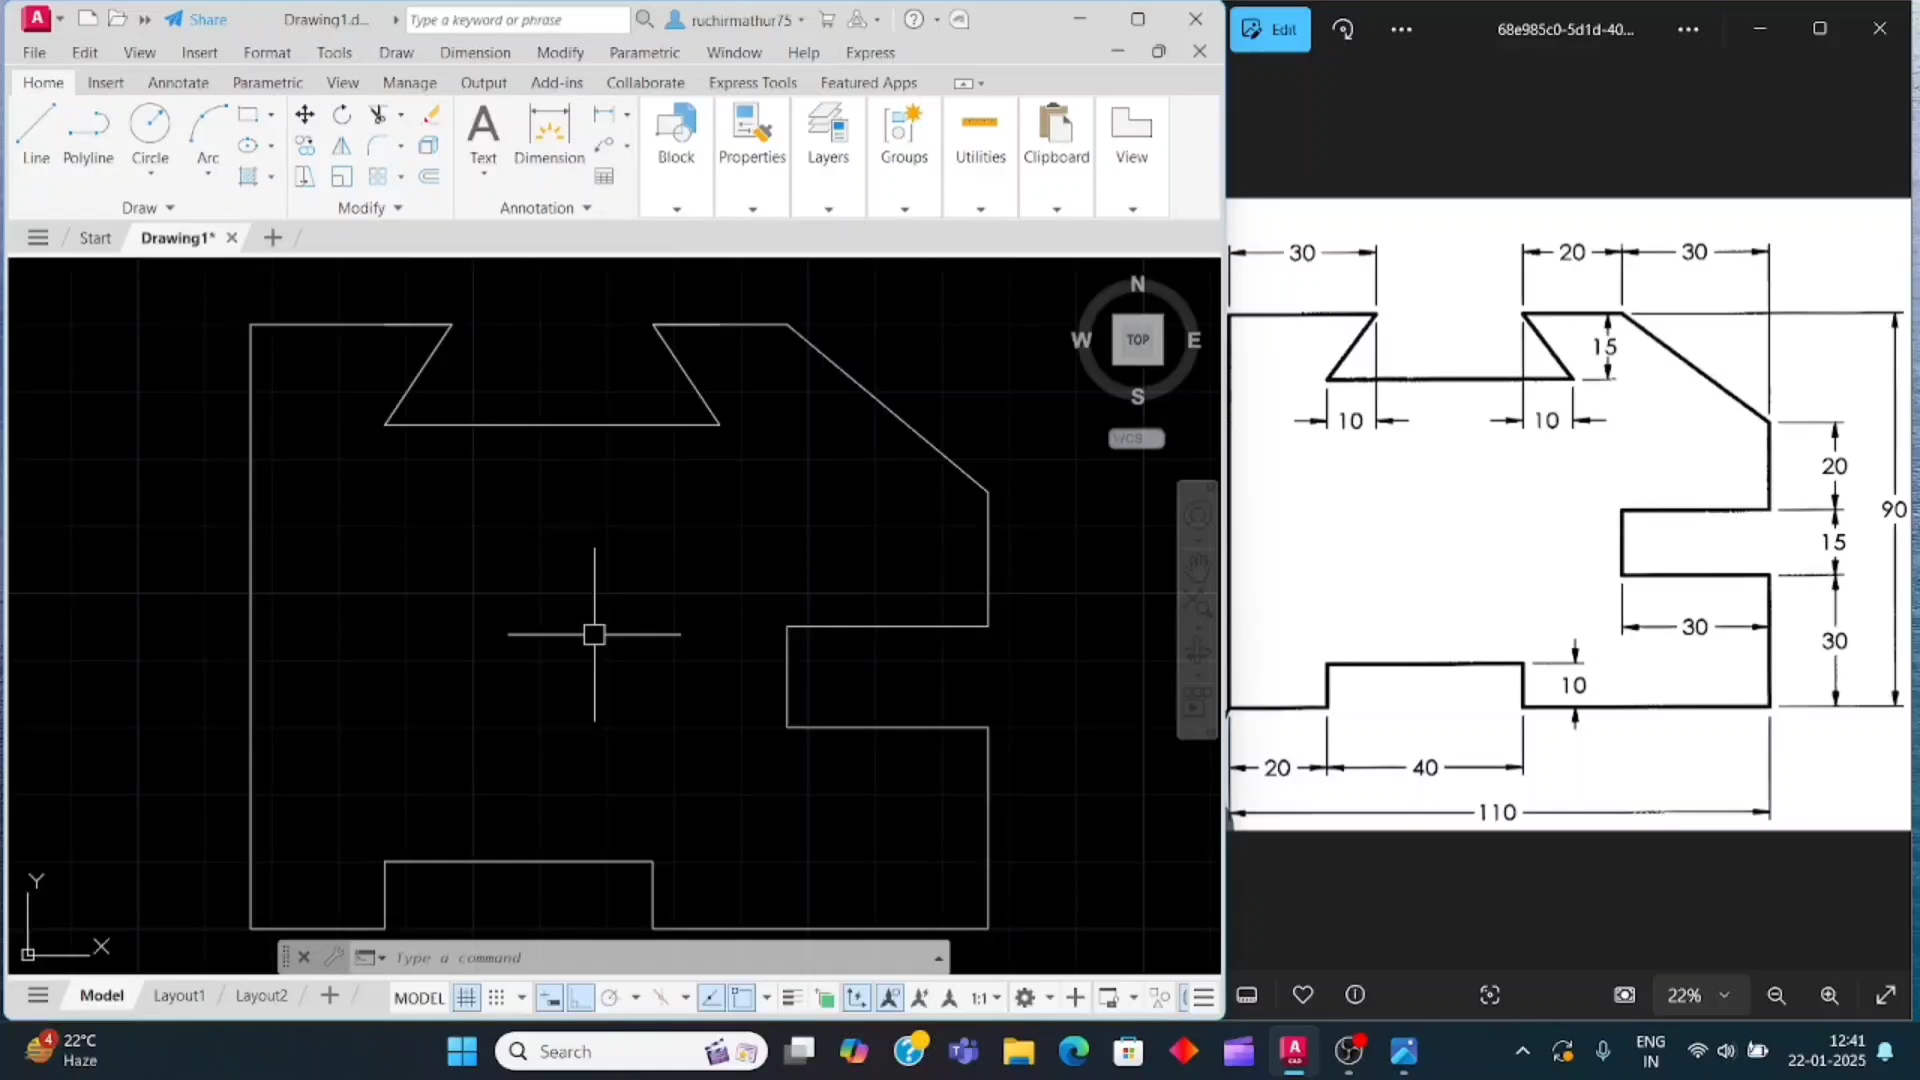 Share
Drawing1.d...
Type a keyword or phrase
ruchirmathur75
File Edit View Insert Format Tools Draw Dimension Modify Parametric Window Help Express
Home Insert Annotate Parametric View Manage Output Add-ins Collaborate Express Tools Featured Apps
Line Polyline Circle Arc
Text Dimension
Block Properties Layers Groups Utilities Clipboard View
Draw Modify Annotation
Start Drawing1*
N
W TOP E
S
WCS
Y
X
Type a command
Model Layout1 Layout2 MODEL 1:1
Edit
68e985c0-5d1d-40...
30 20 30
15
10 10
20
90
15
30
30
10
20 40
110
22%
4
22°C
Haze
Search
A
CAD
ENG
IN
12:41
22-01-2025